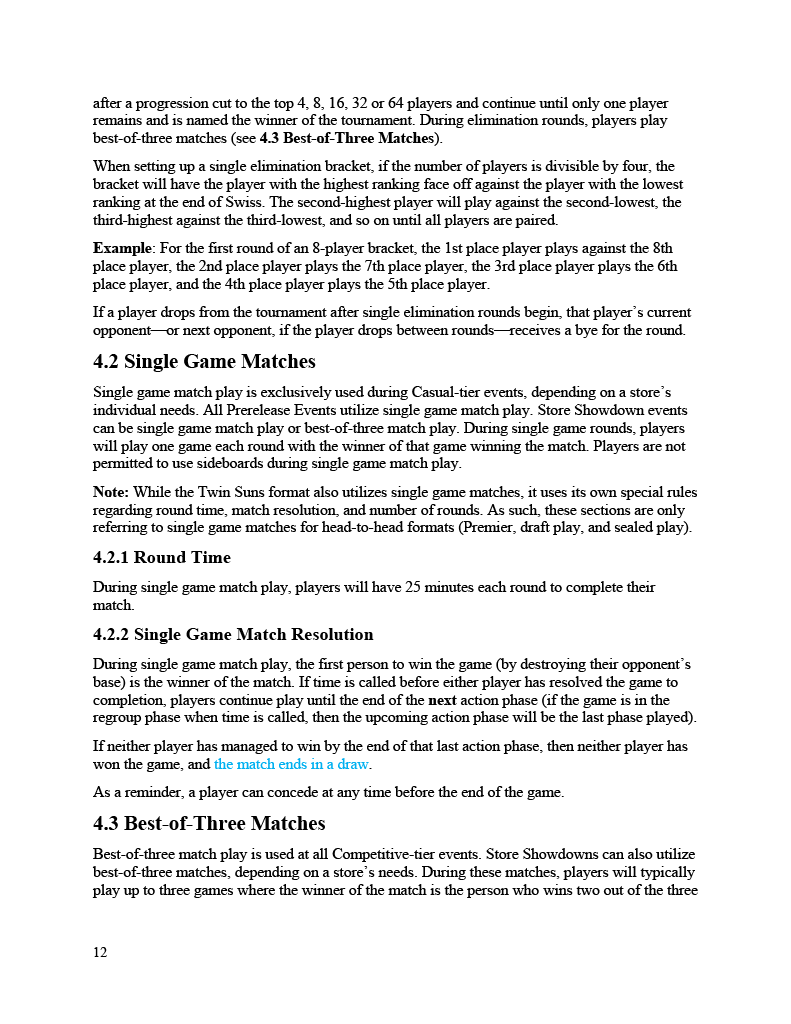 after a progression cut to the top 4, 8, 16, 32 or 64 players and continue until only one player
remains and is named the winner of the tournament. During elimination rounds, players play
best-of-three matches (see 4.3 Best-of-Three Matches).
When setting up a single elimination bracket, if the number of players is divisible by four, the
bracket will have the player with the highest ranking face off against the player with the lowest
ranking at the end of Swiss. The second-highest player will play against the second-lowest, the
third-highest against the third-lowest, and so on until all players are paired.
Example: For the first round of an 8-player bracket, the 1st place player plays against the 8th
place player, the 2nd place player plays the 7th place player, the 3rd place player plays the 6th
place player, and the 4th place player plays the 5th place player.
If a player drops from the tournament after single elimination rounds begin, that player’s current
opponent—or next opponent, if the player drops between rounds—receives a bye for the round.
4.2 Single Game Matches
Single game match play is exclusively used during Casual-tier events, depending on a store’s
individual needs. All Prerelease Events utilize single game match play. Store Showdown events
can be single game match play or best-of-three match play. During single game rounds, players
will play one game each round with the winner of that game winning the match. Players are not
permitted to use sideboards during single game match play.
Note: While the Twin Suns format also utilizes single game matches, it uses its own special rules
regarding round time, match resolution, and number of rounds. As such, these sections are only
referring to single game matches for head-to-head formats (Premier, draft play, and sealed play).
4.2.1 Round Time
During single game match play, players will have 25 minutes each round to complete their
match.
4.2.2 Single Game Match Resolution
During single game match play, the first person to win the game (by destroying their opponent’s
base) is the winner of the match. If time is called before either player has resolved the game to
completion, players continue play until the end of the next action phase (if the game is in the
regroup phase when time is called, then the upcoming action phase will be the last phase played).
If neither player has managed to win by the end of that last action phase, then neither player has
won the game, and the match ends in a draw.
As a reminder, a player can concede at any time before the end of the game.
4.3 Best-of-Three Matches
Best-of-three match play is used at all Competitive-tier events. Store Showdowns can also utilize
best-of-three matches, depending on a store’s needs. During these matches, players will typically
play up to three games where the winner of the match is the person who wins two out of the three
12